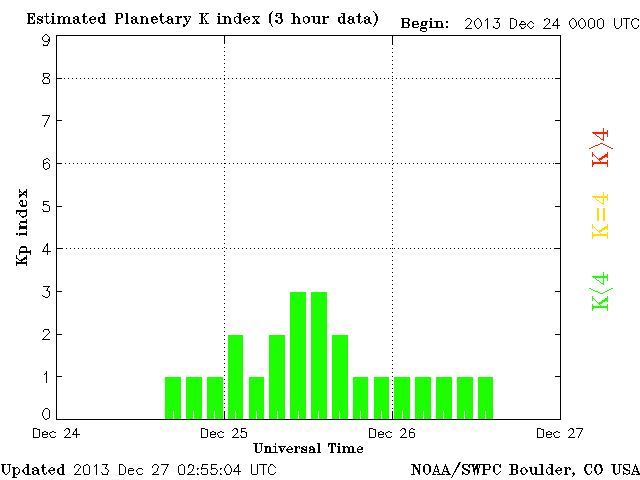 Estimated Planetary K index (3 hour data) Begin: 2013 Dec 24 0000 UTC
9
8
7
6
5
4
3
2
1
0
Kp index
K>4
K=4
K<4
Dec 24 Dec 25 Dec 26 Dec 27
Universal Time
Updated 2013 Dec 27 02:55:04 UTC NOAA/SWPC Boulder, CO USA